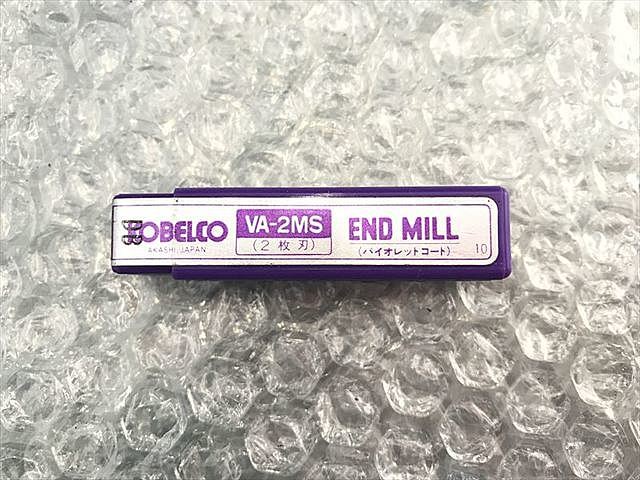 KOBELCO
AKASHI, JAPAN
VA-2MS
(2枚刃)
END MILL
(バイオレットコート)
10